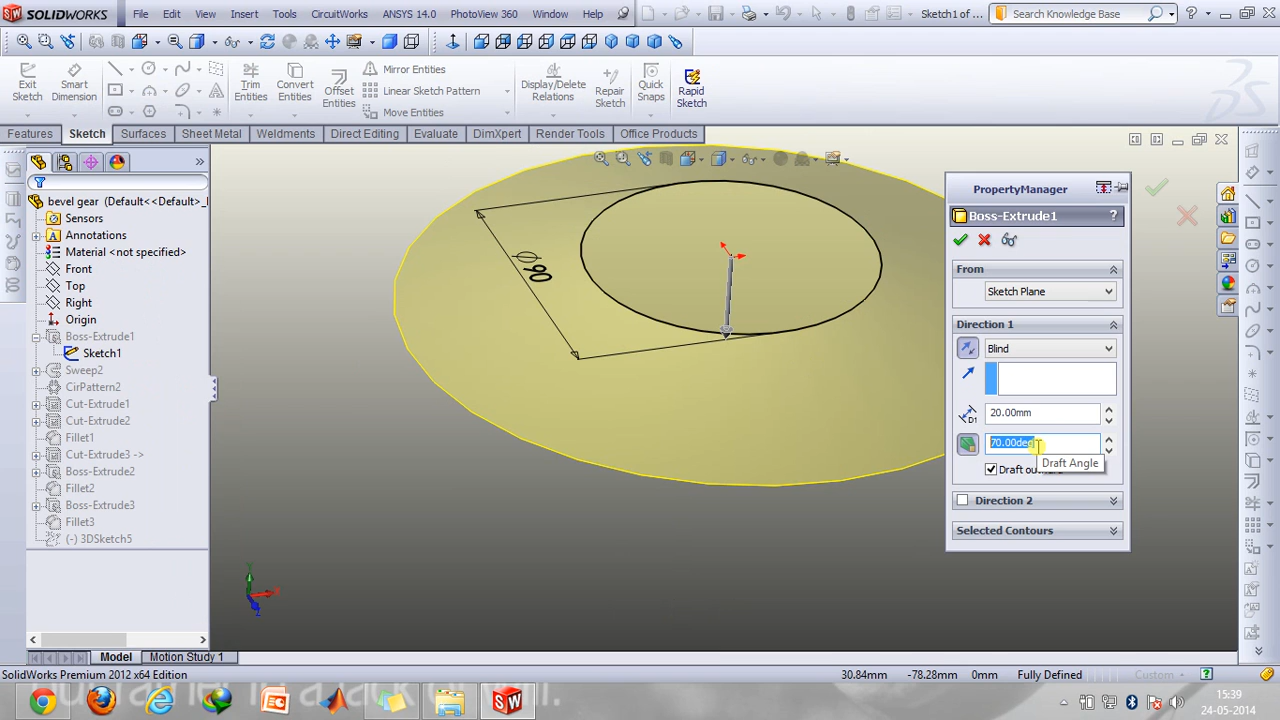 SOLIDWORKS File Edit View Insert Tools CircuitWorks ANSYS 14.0 PhotoView 360 Window Help Sketch1 of ... Search Knowledge Base
Exit Sketch Smart Dimension Trim Entities Convert Entities Offset Entities Mirror Entities Linear Sketch Pattern Move Entities Display/Delete Relations Repair Sketch Quick Snaps Rapid Sketch
Features Sketch Surfaces Sheet Metal Weldments Direct Editing Evaluate DimXpert Render Tools Office Products
bevel gear (Default<<Default>_
Sensors
Annotations
Material <not specified>
Front
Top
Right
Origin
Boss-Extrude1
Sketch1
Sweep2
CirPattern2
Cut-Extrude1
Cut-Extrude2
Fillet1
Cut-Extrude3 ->
Boss-Extrude2
Fillet2
Boss-Extrude3
Fillet3
(-) 3DSketch5
PropertyManager
Boss-Extrude1 ?
From
Sketch Plane
Direction 1
Blind
20.00mm
70.00deg
Draft Angle
Direction 2
Selected Contours
Model Motion Study 1
SolidWorks Premium 2012 x64 Edition 30.84mm -78.28mm 0mm Fully Defined Custom
15:39
24-05-2014